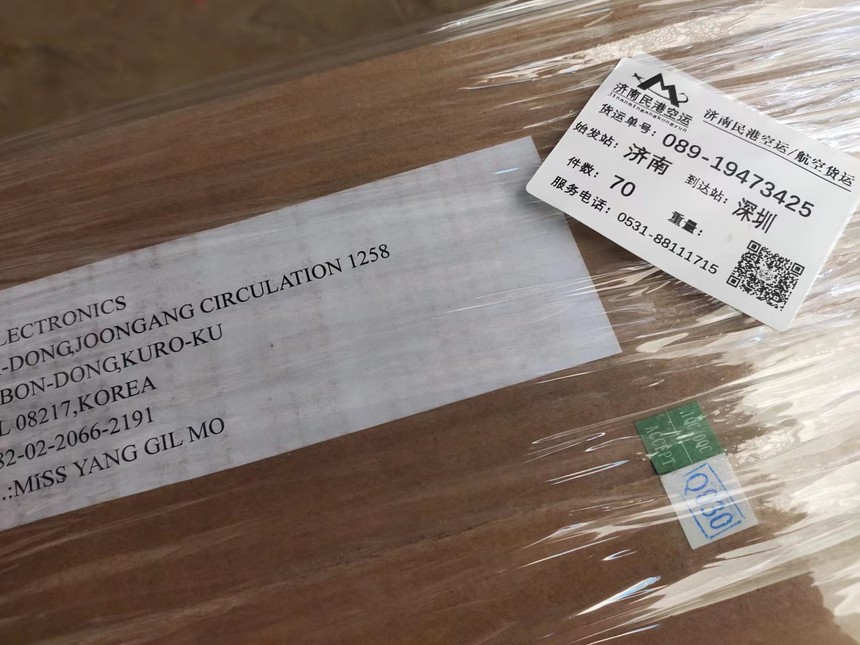 LECTRONICS
-DONG,JOONGANG CIRCULATION 1258
BON-DONG,KURO-KU
L 08217,KOREA
82-02-2066-2191
.:MISS YANG GIL MO
济南民港空运
Jinanmingangkongyun
济南民港空运/航空货运
货运单号: 089-19473425
始发站: 济南 到达站: 深圳
件数: 70 重量:
服务电话: 0531-88111715
ACCEPT